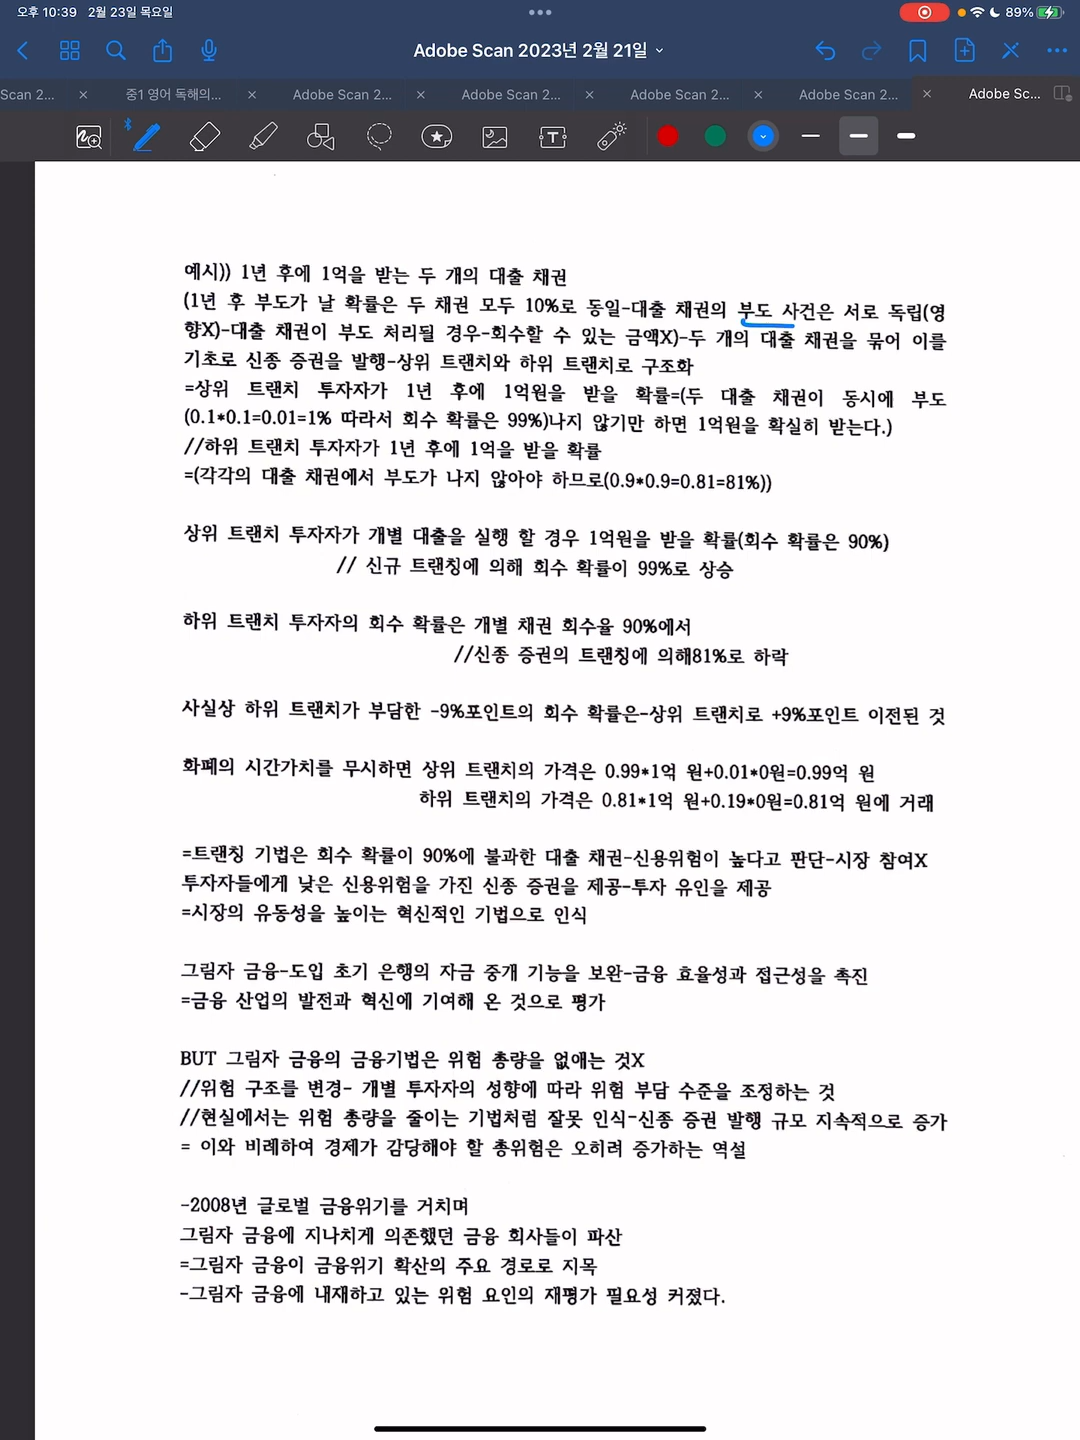 오후 10:39 2월 23일 목요일
89%
Adobe Scan 2023년 2월 21일
Scan 2... × 중1 영어 독해의... × Adobe Scan 2... × Adobe Scan 2... × Adobe Scan 2... × Adobe Scan 2... × Adobe Sc...
예시)) 1년 후에 1억을 받는 두 개의 대출 채권
(1년 후 부도가 날 확률은 두 채권 모두 10%로 동일-대출 채권의 부도 사건은 서로 독립(영
향X)-대출 채권이 부도 처리될 경우-회수할 수 있는 금액X)-두 개의 대출 채권을 묶어 이를
기초로 신종 증권을 발행-상위 트랜치와 하위 트랜치로 구조화
=상위 트랜치 투자자가 1년 후에 1억원을 받을 확률=(두 대출 채권이 동시에 부도
(0.1*0.1=0.01=1% 따라서 회수 확률은 99%)나지 않기만 하면 1억원을 확실히 받는다.)
//하위 트랜치 투자자가 1년 후에 1억을 받을 확률
=(각각의 대출 채권에서 부도가 나지 않아야 하므로(0.9*0.9=0.81=81%))
상위 트랜치 투자자가 개별 대출을 실행 할 경우 1억원을 받을 확률(회수 확률은 90%)
// 신규 트랜칭에 의해 회수 확률이 99%로 상승
하위 트랜치 투자자의 회수 확률은 개별 채권 회수율 90%에서
//신종 증권의 트랜칭에 의해81%로 하락
사실상 하위 트랜치가 부담한 -9%포인트의 회수 확률은-상위 트랜치로 +9%포인트 이전된 것
화폐의 시간가치를 무시하면 상위 트랜치의 가격은 0.99*1억 원+0.01*0원=0.99억 원
하위 트랜치의 가격은 0.81*1억 원+0.19*0원=0.81억 원에 거래
=트랜칭 기법은 회수 확률이 90%에 불과한 대출 채권-신용위험이 높다고 판단-시장 참여X
투자자들에게 낮은 신용위험을 가진 신종 증권을 제공-투자 유인을 제공
=시장의 유동성을 높이는 혁신적인 기법으로 인식
그림자 금융-도입 초기 은행의 자금 중개 기능을 보완-금융 효율성과 접근성을 촉진
=금융 산업의 발전과 혁신에 기여해 온 것으로 평가
BUT 그림자 금융의 금융기법은 위험 총량을 없애는 것X
//위험 구조를 변경- 개별 투자자의 성향에 따라 위험 부담 수준을 조정하는 것
//현실에서는 위험 총량을 줄이는 기법처럼 잘못 인식-신종 증권 발행 규모 지속적으로 증가
= 이와 비례하여 경제가 감당해야 할 총위험은 오히려 증가하는 역설
-2008년 글로벌 금융위기를 거치며
그림자 금융에 지나치게 의존했던 금융 회사들이 파산
=그림자 금융이 금융위기 확산의 주요 경로로 지목
-그림자 금융에 내재하고 있는 위험 요인의 재평가 필요성 커졌다.